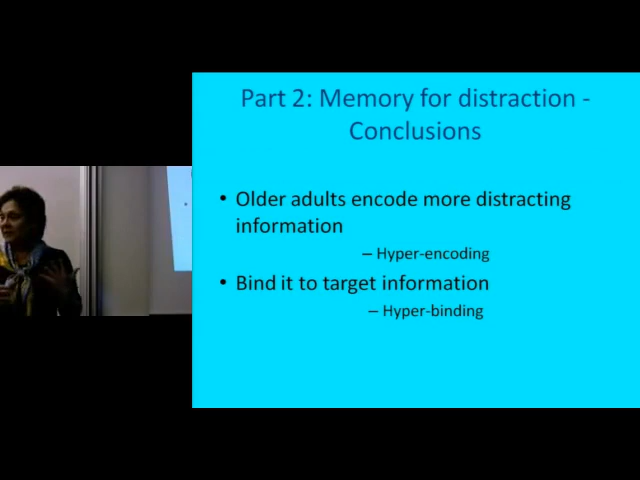 Part 2: Memory for distraction -
Conclusions
• Older adults encode more distracting
information
– Hyper-encoding
• Bind it to target information
– Hyper-binding